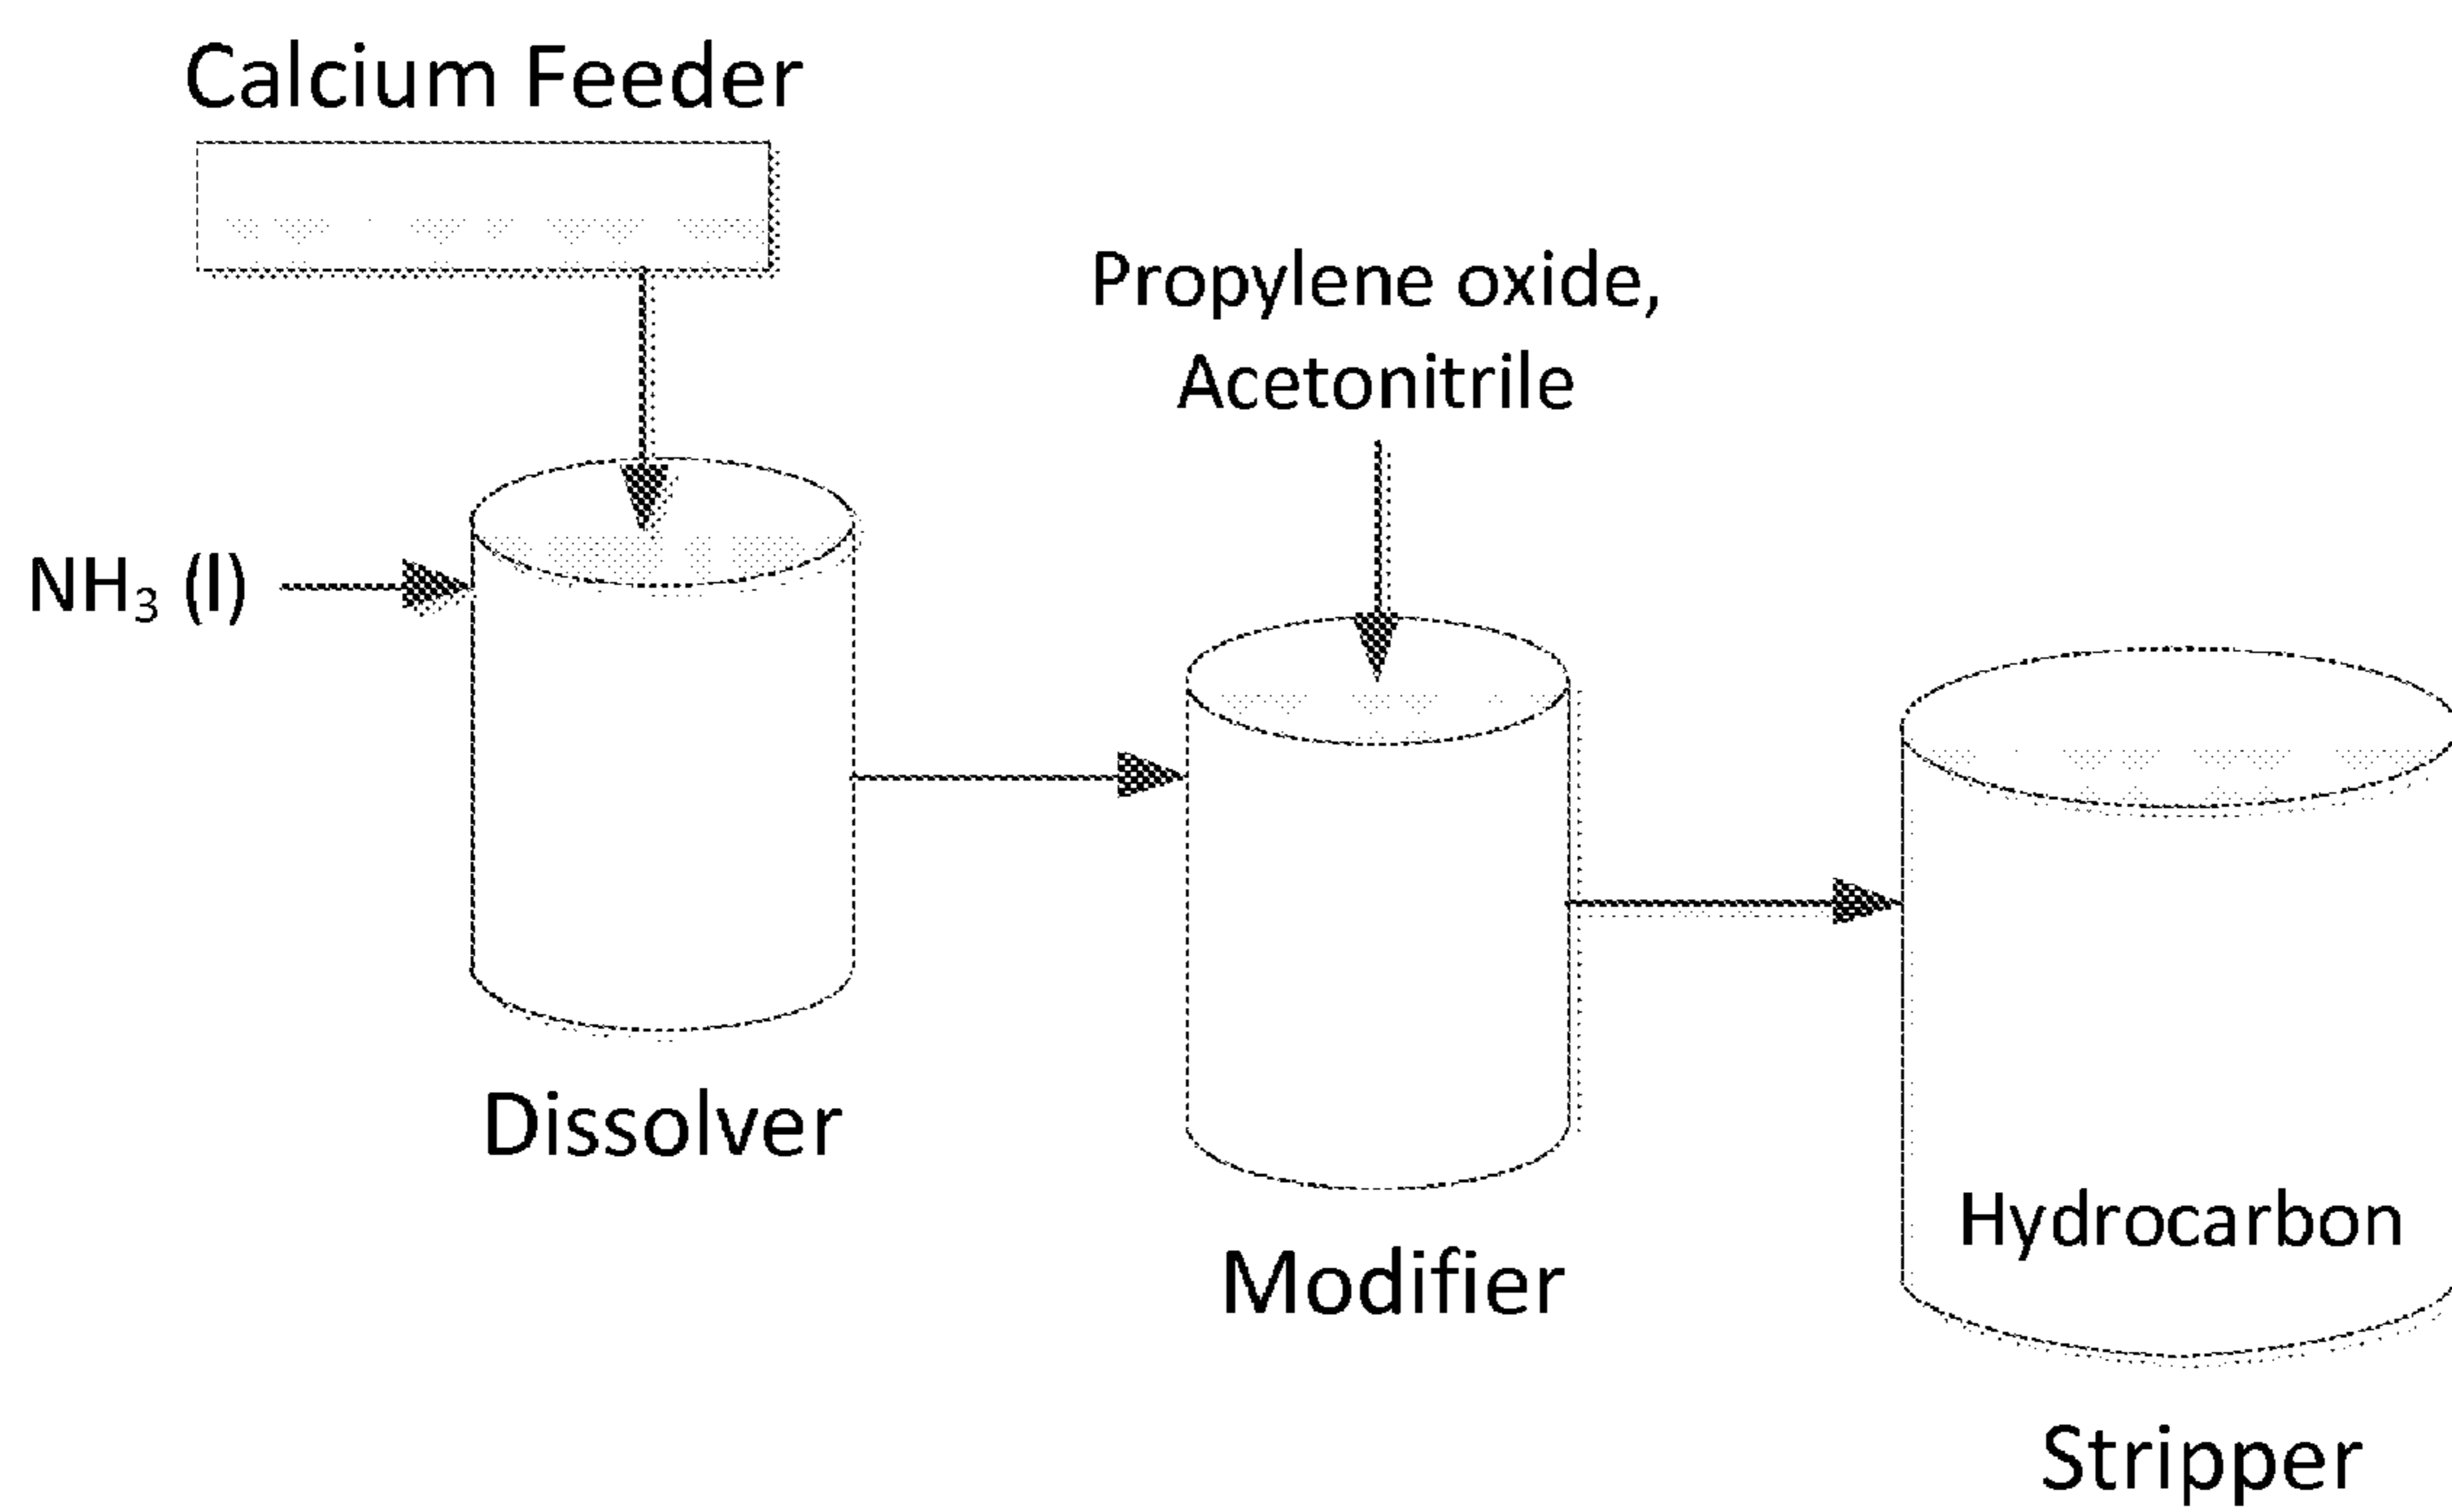 Calcium Feeder
Propylene oxide,
Acetonitrile
NH₃ (l)
Dissolver
Hydrocarbon
Modifier
Stripper